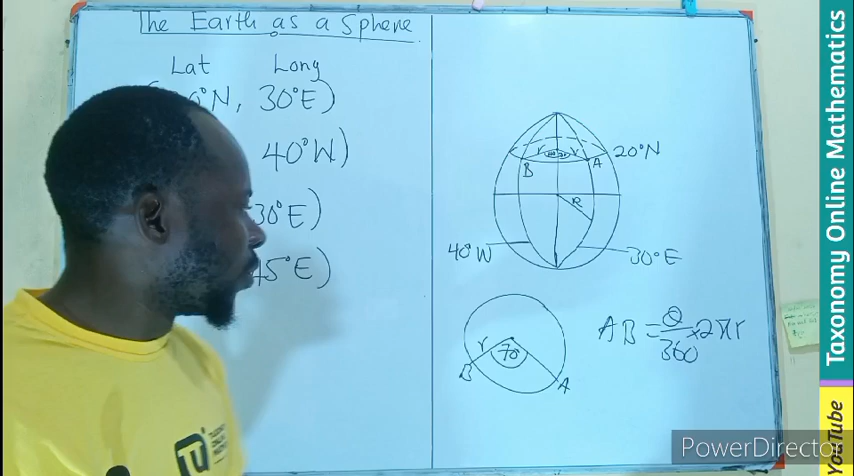 The Earth as a Sphere
Lat Long
0°N, 30°E)
40°W)
30°E)
45°E)
20°N
r r
B A
R
40°W
30°E
r
70
B A
AB = θ/360 × 2πr
Taxonomy Online Mathematics
YouTube
PowerDirector